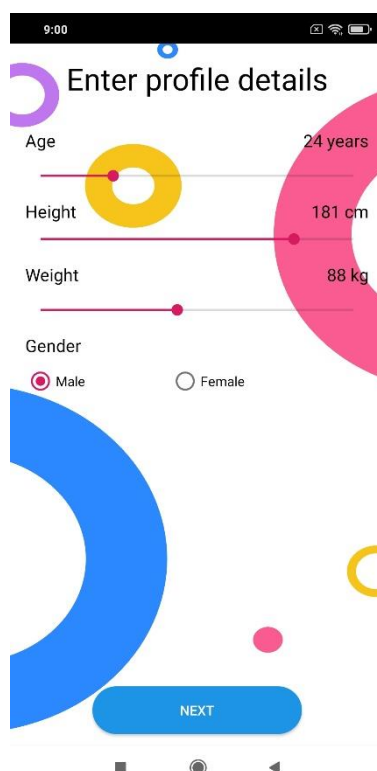 9:00
Enter profile details
Age 24 years
Height 181 cm
Weight 88 kg
Gender
Male Female
NEXT